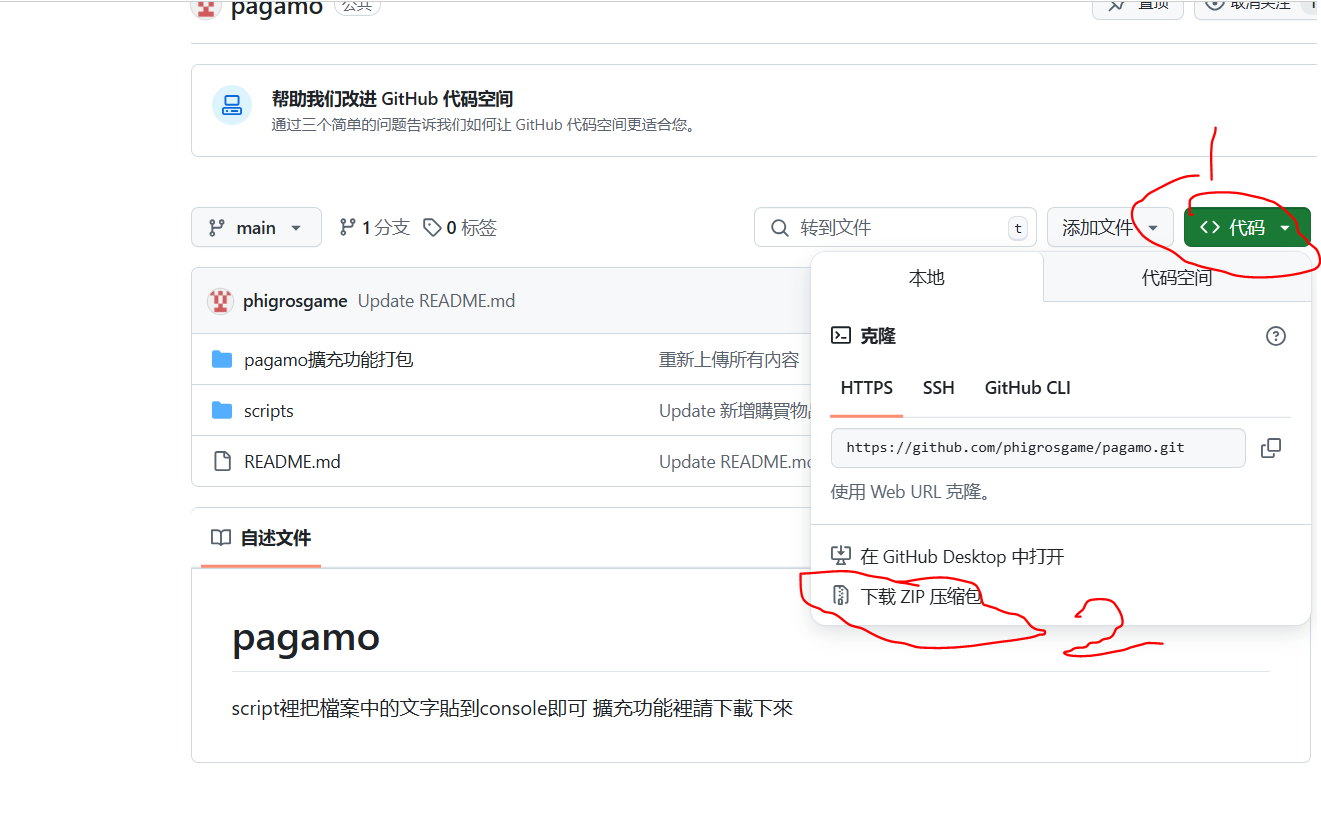 pagamo 公共 置顶 取消关注
帮助我们改进 GitHub 代码空间
通过三个简单的问题告诉我们如何让 GitHub 代码空间更适合您。
1
main 1 分支 0 标签 转到文件 t 添加文件 <> 代码
本地 代码空间
phigrosgame Update README.md
克隆
pagamo擴充功能打包 重新上傳所有内容
HTTPS SSH GitHub CLI
scripts Update 新增購買物
https://github.com/phigrosgame/pagamo.git
README.md Update README.md
使用 Web URL 克隆。
自述文件
在 GitHub Desktop 中打开
下载 ZIP 压缩包
2
pagamo
script裡把檔案中的文字貼到console即可 擴充功能裡請下載下來